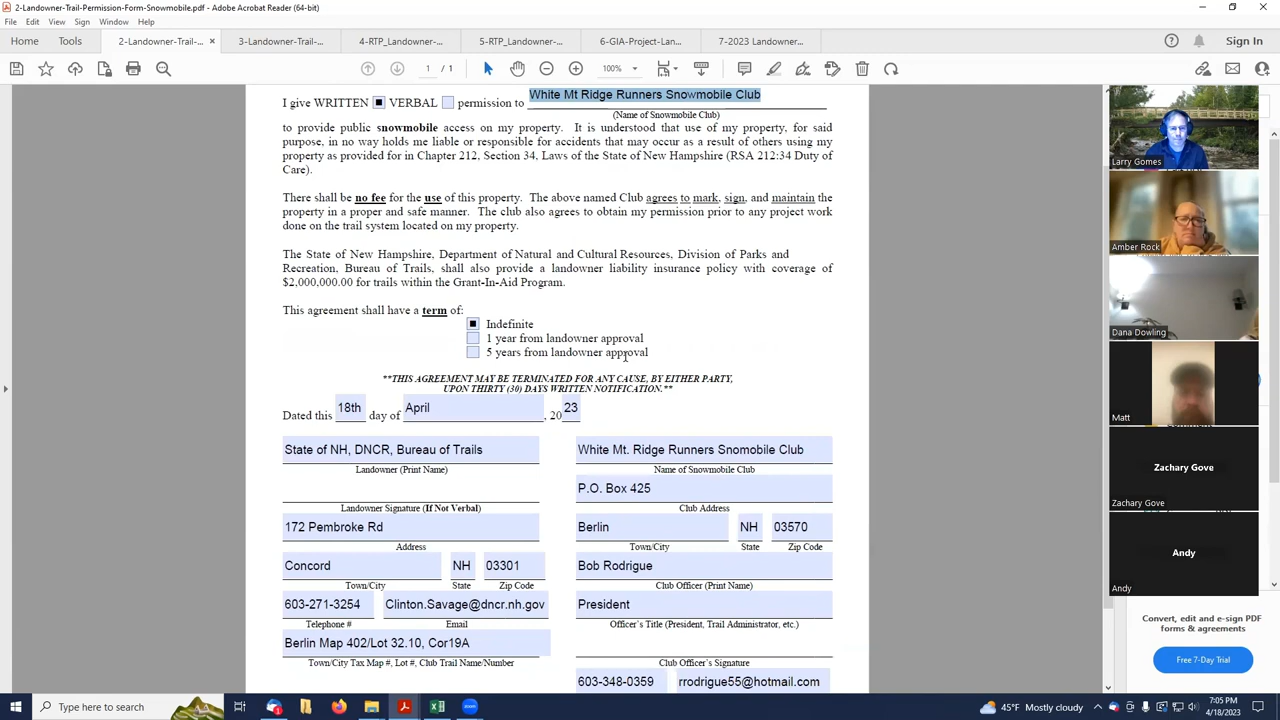 2-Landowner-Trail-Permission-Form-Snowmobile.pdf - Adobe Acrobat Reader (64-bit)
File Edit View Sign Window Help
Home Tools 2-Landowner-Trail-... 3-Landowner-Trail-... 4-RTP_Landowner-... 5-RTP_Landowner-... 6-GIA-Project-Lan... 7-2023 Landowner... Sign In
1 / 1 100%
I give WRITTEN VERBAL permission to White Mt Ridge Runners Snowmobile Club
(Name of Snowmobile Club)
to provide public snowmobile access on my property. It is understood that use of my property, for said
purpose, in no way holds me liable or responsible for accidents that may occur as a result of others using my
property as provided for in Chapter 212, Section 34, Laws of the State of New Hampshire (RSA 212:34 Duty of
Care).
There shall be no fee for the use of this property. The above named Club agrees to mark, sign, and maintain the
property in a proper and safe manner. The club also agrees to obtain my permission prior to any project work
done on the trail system located on my property.
The State of New Hampshire, Department of Natural and Cultural Resources, Division of Parks and
Recreation, Bureau of Trails, shall also provide a landowner liability insurance policy with coverage of
$2,000,000.00 for trails within the Grant-In-Aid Program.
This agreement shall have a term of:
Indefinite
1 year from landowner approval
5 years from landowner approval
**THIS AGREEMENT MAY BE TERMINATED FOR ANY CAUSE, BY EITHER PARTY,
UPON THIRTY (30) DAYS WRITTEN NOTIFICATION.**
Dated this 18th day of April, 2023
State of NH, DNCR, Bureau of Trails White Mt. Ridge Runners Snomobile Club
Landowner (Print Name) Name of Snowmobile Club
P.O. Box 425
Landowner Signature (If Not Verbal) Club Address
172 Pembroke Rd Berlin NH 03570
Address Town/City State Zip Code
Concord NH 03301 Bob Rodrigue
Town/City State Zip Code Club Officer (Print Name)
603-271-3254 Clinton.Savage@dncr.nh.gov President
Telephone # Email Officer's Title (President, Trail Administrator, etc.)
Berlin Map 402/Lot 32.10, Cor19A
Town/City Tax Map #, Lot #, Club Trail Name/Number Club Officer's Signature
603-348-0359 rrodrigue55@hotmail.com
Larry Gomes
Amber Rock
Dana Dowling
Matt
Zachary Gove
Zachary Gove
Andy
Andy
Convert, edit and e-sign PDF
forms & agreements
Free 7-Day Trial
Type here to search
45°F Mostly cloudy
7:05 PM
4/18/2023